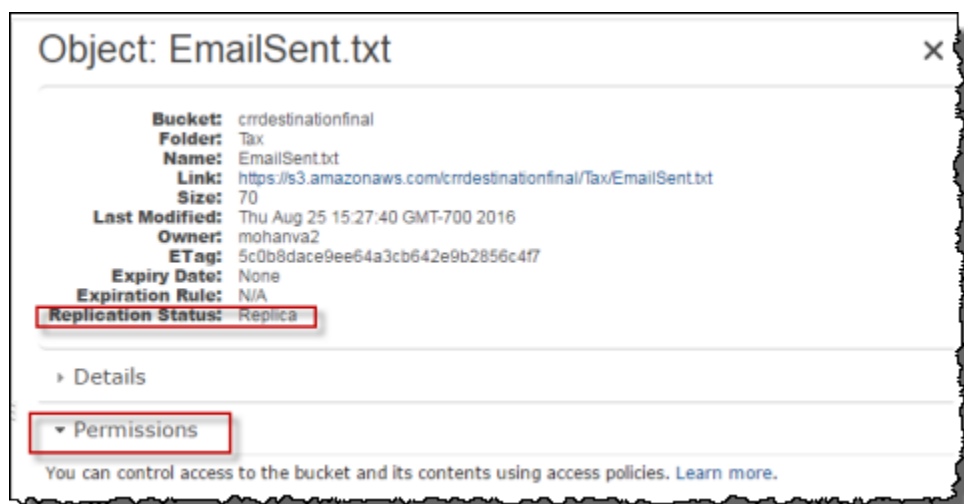 Object: EmailSent.txt
Bucket: crrdestinationfinal
Folder: Tax
Name: EmailSent.txt
Link: https://s3.amazonaws.com/crrdestinationfinal/Tax/EmailSent.txt
Size: 70
Last Modified: Thu Aug 25 15:27:40 GMT-700 2016
Owner: mohanva2
ETag: 5c0b8dace9ee64a3cb642e9b2856c4f7
Expiry Date: None
Expiration Rule: N/A
Replication Status: Replica
Details
Permissions
You can control access to the bucket and its contents using access policies. Learn more.